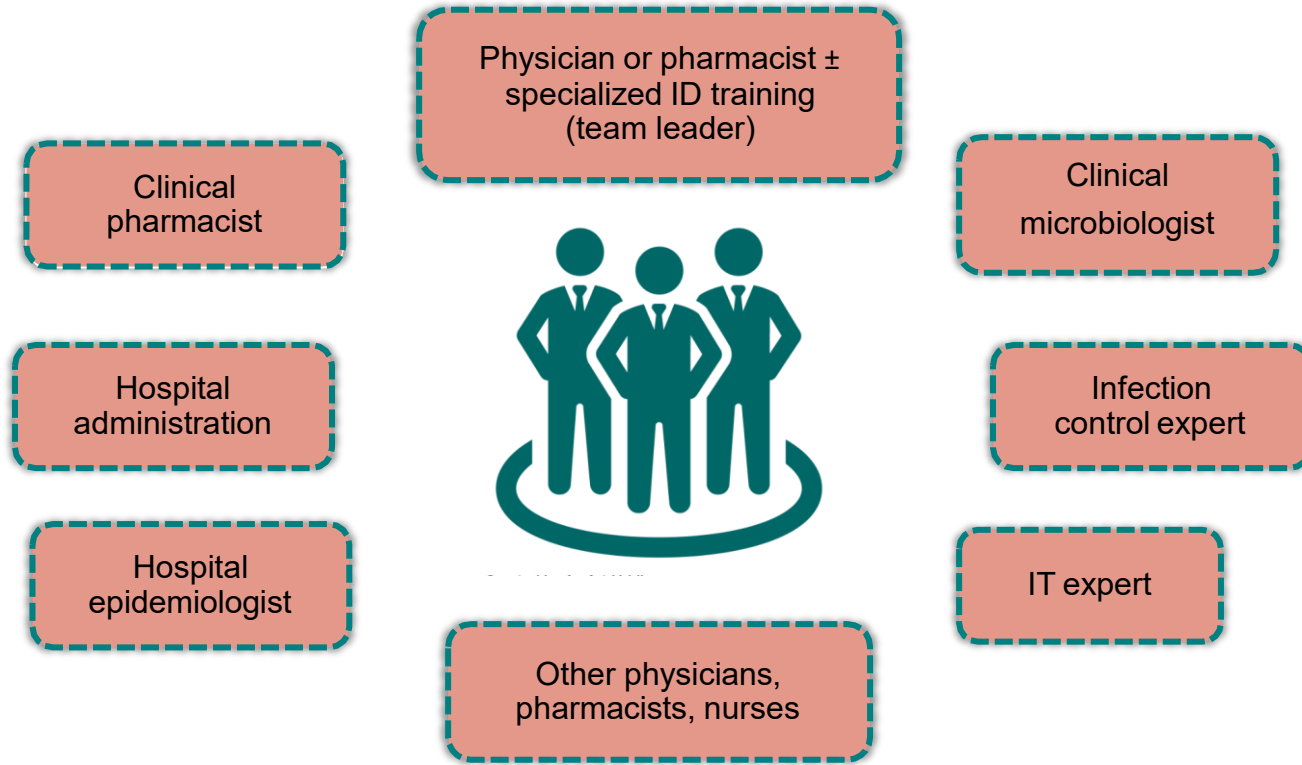 Physician or pharmacist ±
specialized ID training
(team leader)
Clinical
pharmacist
Clinical
microbiologist
Hospital
administration
Infection
control expert
Hospital
epidemiologist
IT expert
Other physicians,
pharmacists, nurses